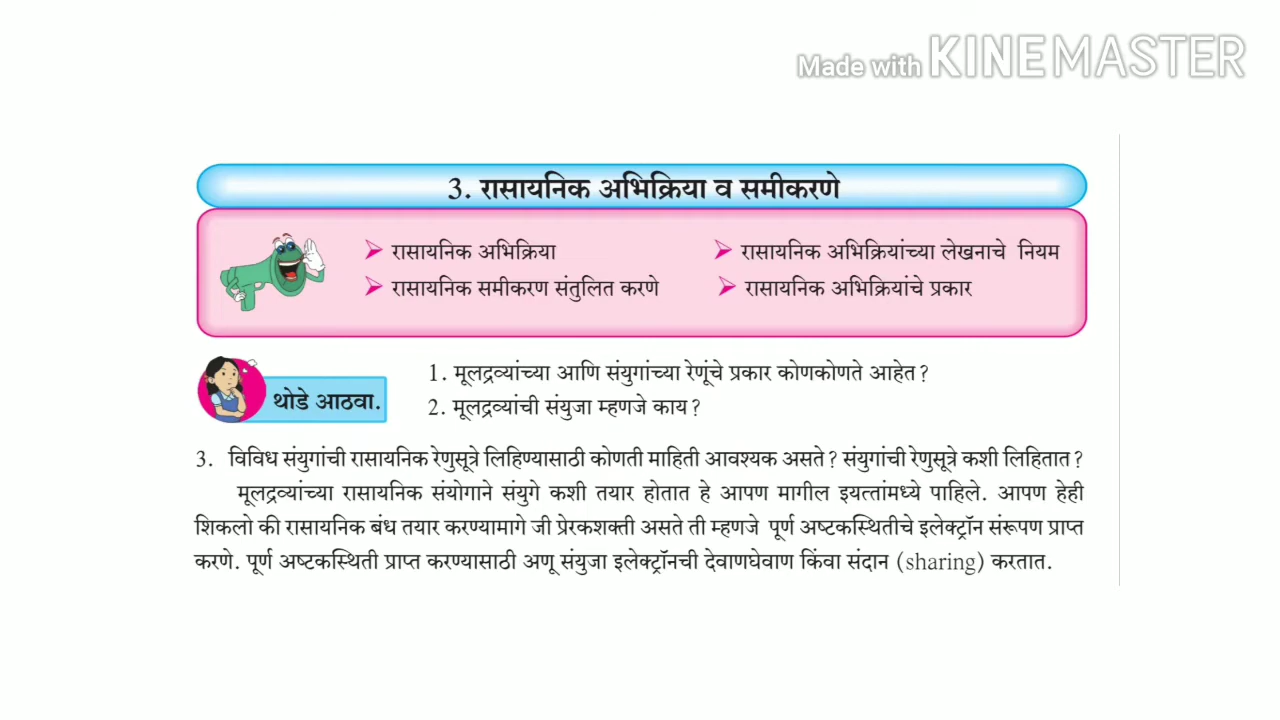 Made with KINEMASTER
3. रासायनिक अभिक्रिया व समीकरणे
➤ रासायनिक अभिक्रिया ➤ रासायनिक अभिक्रियांच्या लेखनाचे नियम
➤ रासायनिक समीकरण संतुलित करणे ➤ रासायनिक अभिक्रियांचे प्रकार
थोडे आठवा.
1. मूलद्रव्यांच्या आणि संयुगांच्या रेणूंचे प्रकार कोणकोणते आहेत?
2. मूलद्रव्यांची संयुजा म्हणजे काय?
3. विविध संयुगांची रासायनिक रेणुसूत्रे लिहिण्यासाठी कोणती माहिती आवश्यक असते? संयुगांची रेणुसूत्रे कशी लिहितात?
मूलद्रव्यांच्या रासायनिक संयोगाने संयुगे कशी तयार होतात हे आपण मागील इयत्तांमध्ये पाहिले. आपण हेही
शिकलो की रासायनिक बंध तयार करण्यामागे जी प्रेरकशक्ती असते ती म्हणजे पूर्ण अष्टकस्थितीचे इलेक्ट्रॉन संरूपण प्राप्त
करणे. पूर्ण अष्टकस्थिती प्राप्त करण्यासाठी अणू संयुजा इलेक्ट्रॉनची देवाणघेवाण किंवा संदान (sharing) करतात.